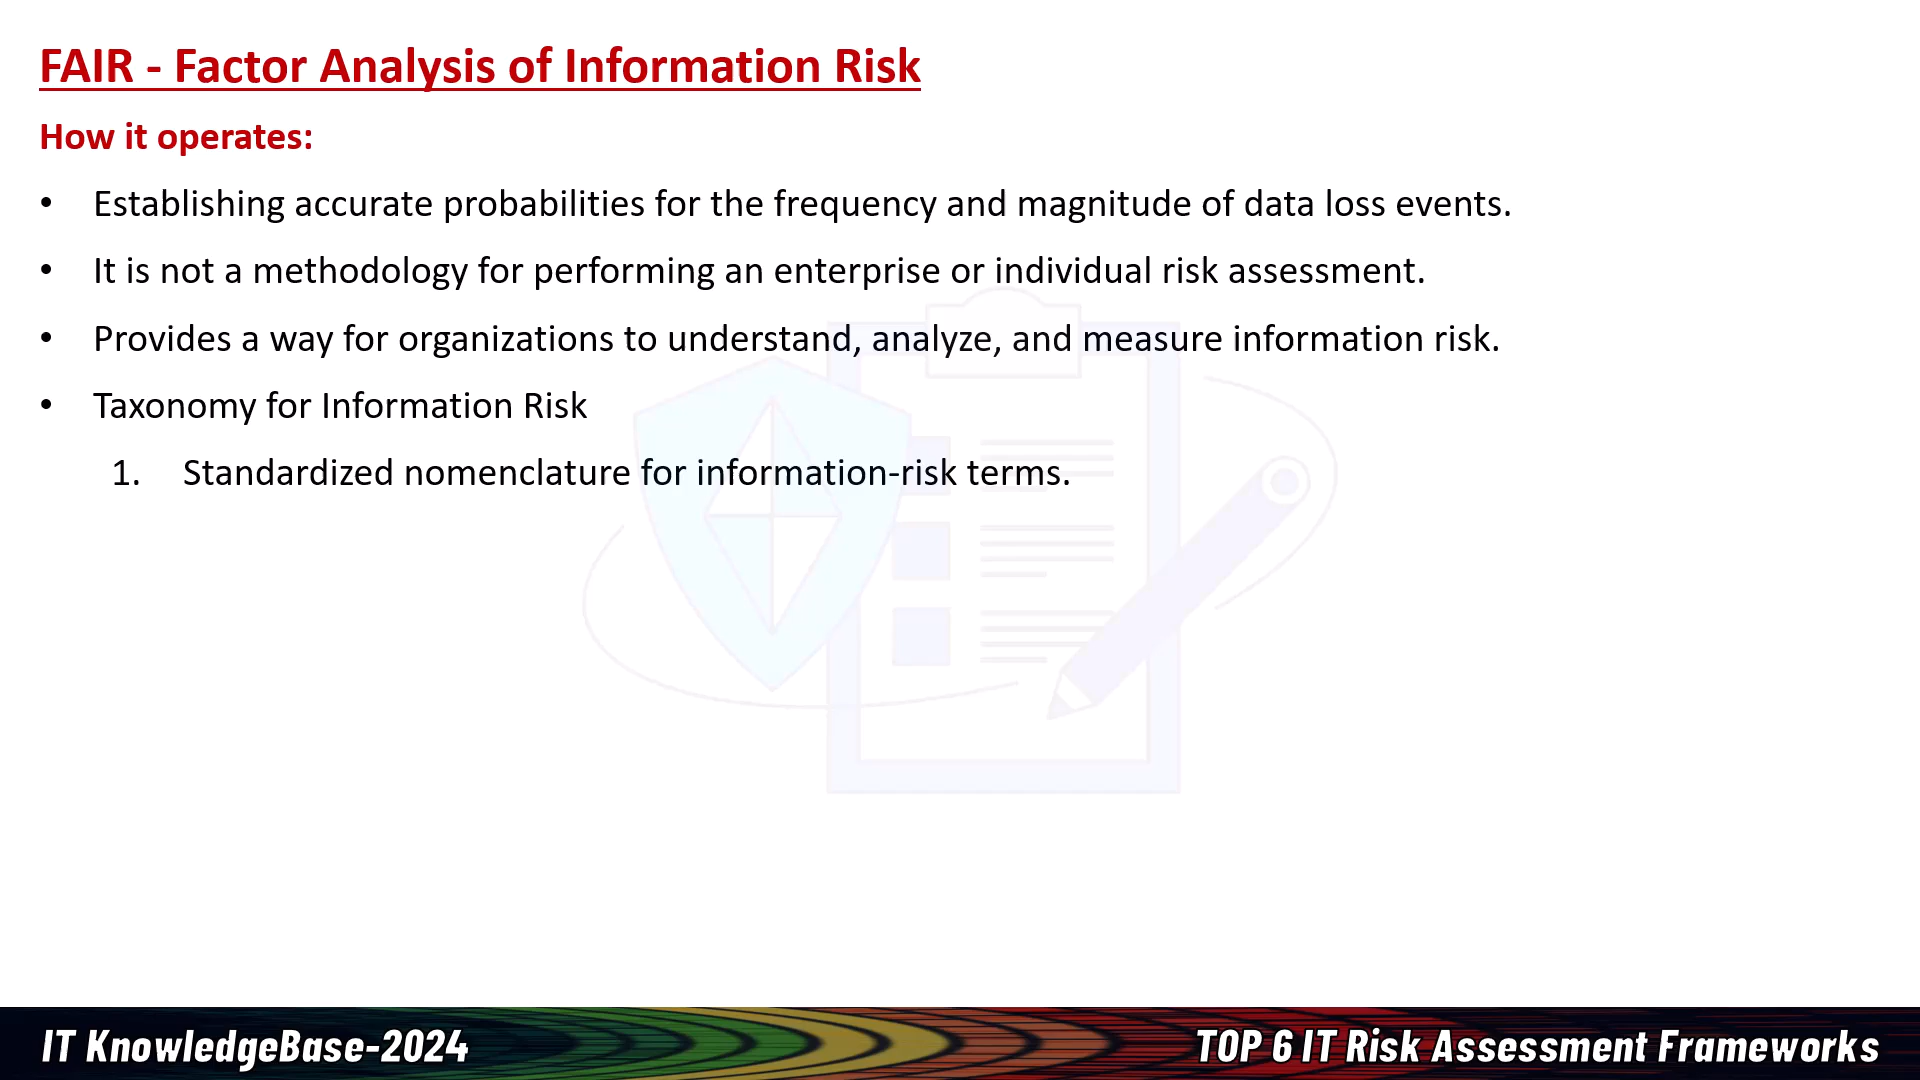 FAIR - Factor Analysis of Information Risk
How it operates:
• Establishing accurate probabilities for the frequency and magnitude of data loss events.
• It is not a methodology for performing an enterprise or individual risk assessment.
• Provides a way for organizations to understand, analyze, and measure information risk.
• Taxonomy for Information Risk
1. Standardized nomenclature for information-risk terms.
IT KnowledgeBase-2024
TOP 6 IT Risk Assessment Frameworks